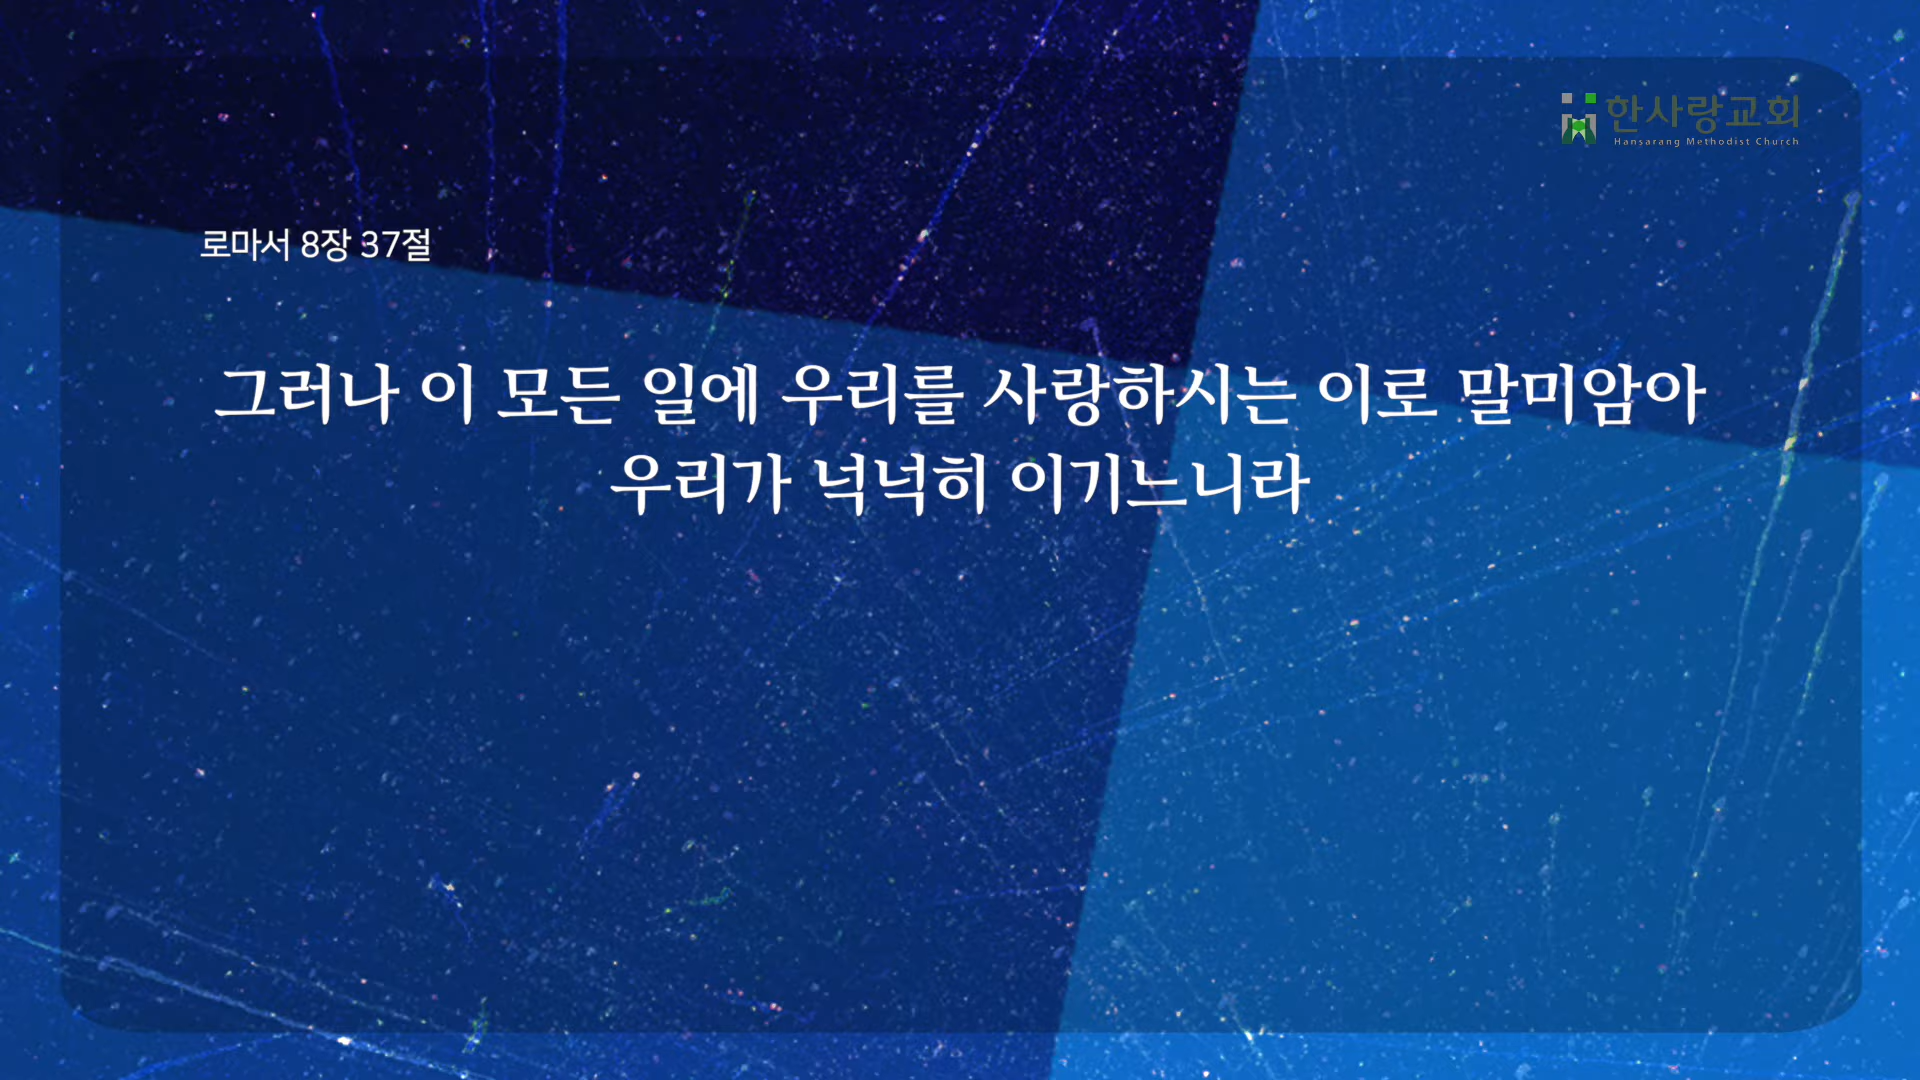 한사랑교회
Hansarang Methodist Church
로마서 8장 37절
그러나 이 모든 일에 우리를 사랑하시는 이로 말미암아
우리가 넉넉히 이기느니라